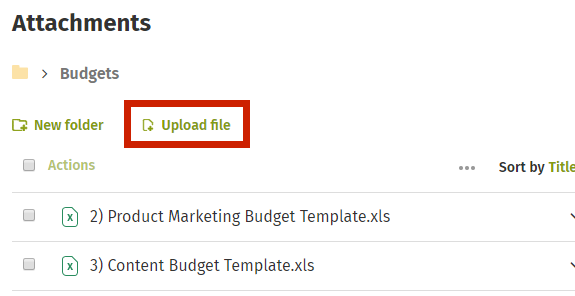 Attachments
> Budgets
New folder Upload file
Actions ••• Sort by Title
X 2) Product Marketing Budget Template.xls
X 3) Content Budget Template.xls